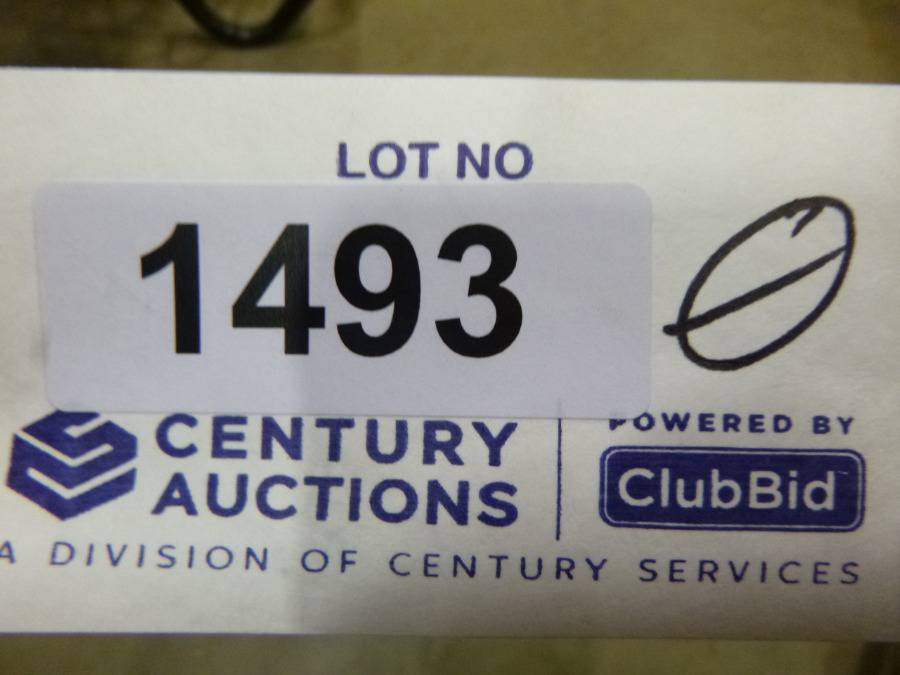 LOT NO
1493
CENTURY
AUCTIONS
POWERED BY
ClubBid
A DIVISION OF CENTURY SERVICES